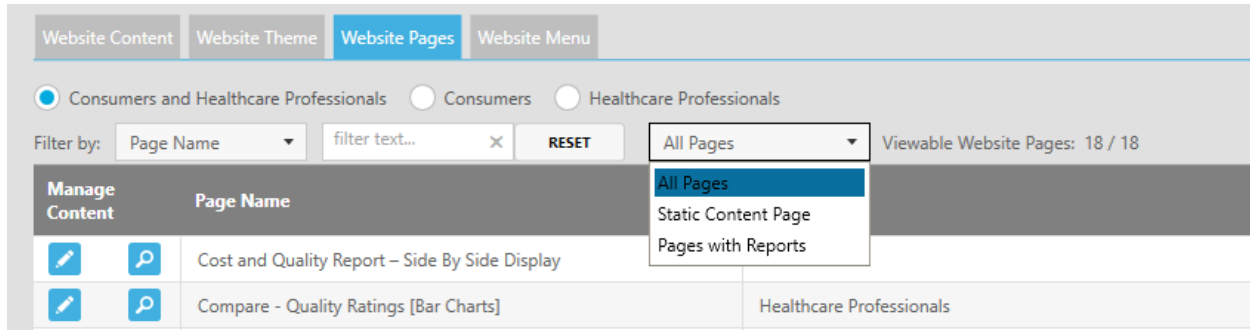 Website Content Website Theme Website Pages Website Menu
Consumers and Healthcare Professionals Consumers Healthcare Professionals
Filter by: Page Name filter text... RESET All Pages Viewable Website Pages: 18 / 18
Manage Content Page Name
All Pages
Static Content Page
Pages with Reports
Cost and Quality Report – Side By Side Display
Compare - Quality Ratings [Bar Charts] Healthcare Professionals